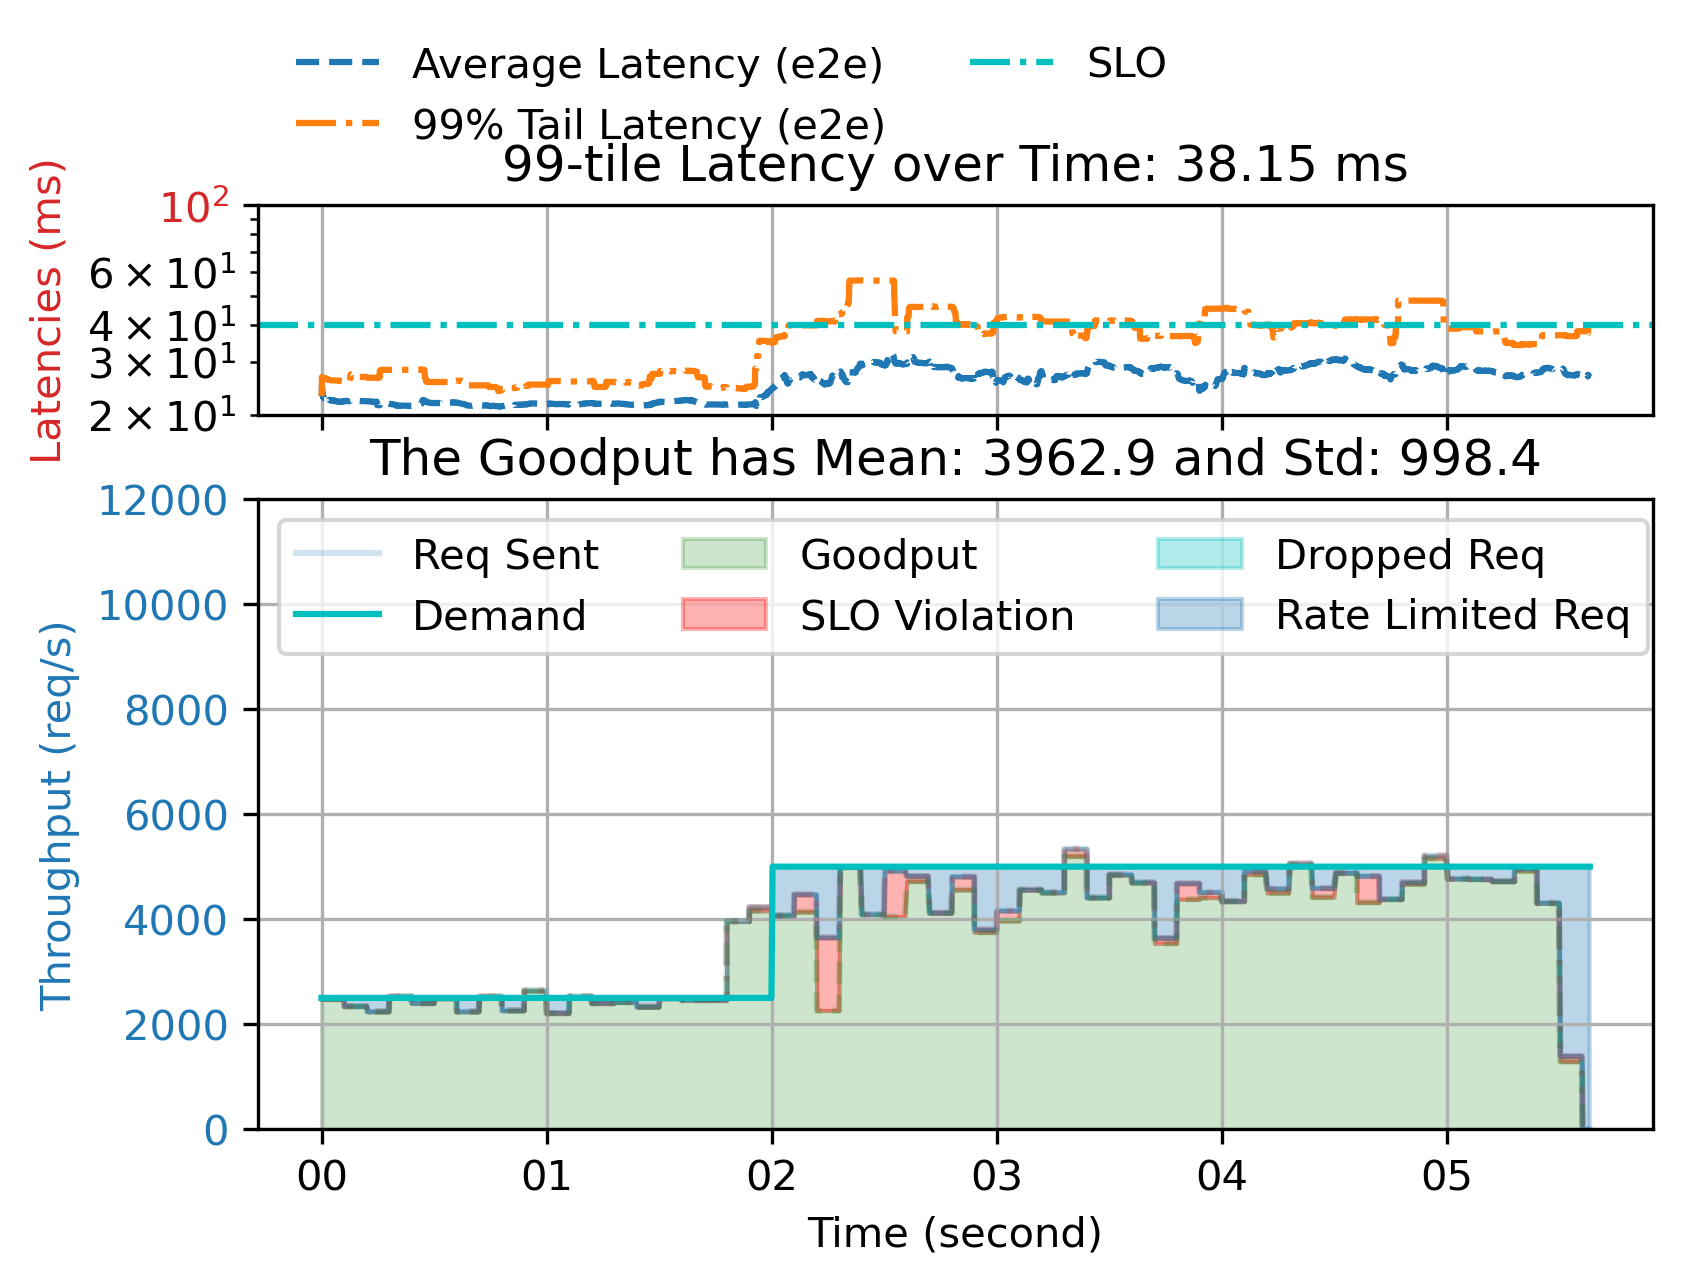 Average Latency (e2e)
SLO
99% Tail Latency (e2e)
99-tile Latency over Time: 38.15 ms
Latencies (ms)
10²
6 × 10¹
4 × 10¹
3 × 10¹
2 × 10¹
The Goodput has Mean: 3962.9 and Std: 998.4
Throughput (req/s)
12000
10000
8000
6000
4000
2000
0
Req Sent
Goodput
Dropped Req
Demand
SLO Violation
Rate Limited Req
00 01 02 03 04 05
Time (second)